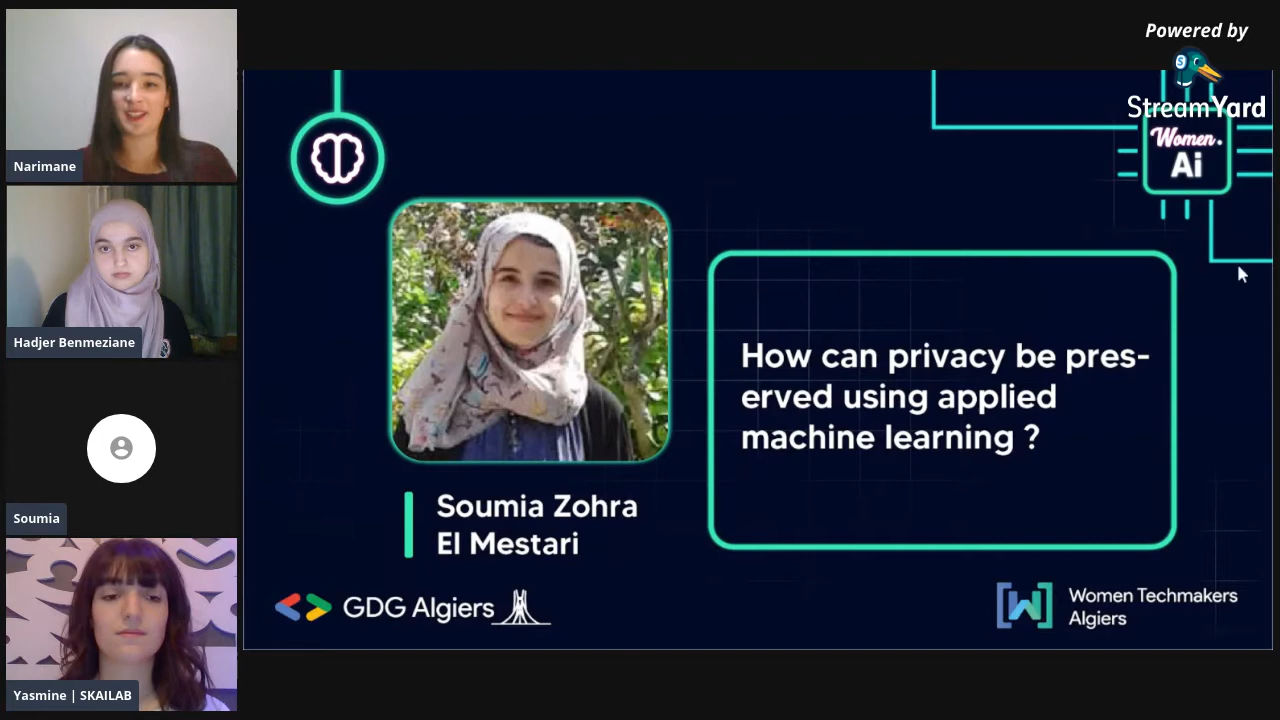 Powered by
StreamYard
Women.
Ai
Narimane
Hadjer Benmeziane
Soumia
Yasmine | SKAILAB
How can privacy be pres-
erved using applied
machine learning ?
Soumia Zohra
El Mestari
GDG Algiers
Women Techmakers
Algiers